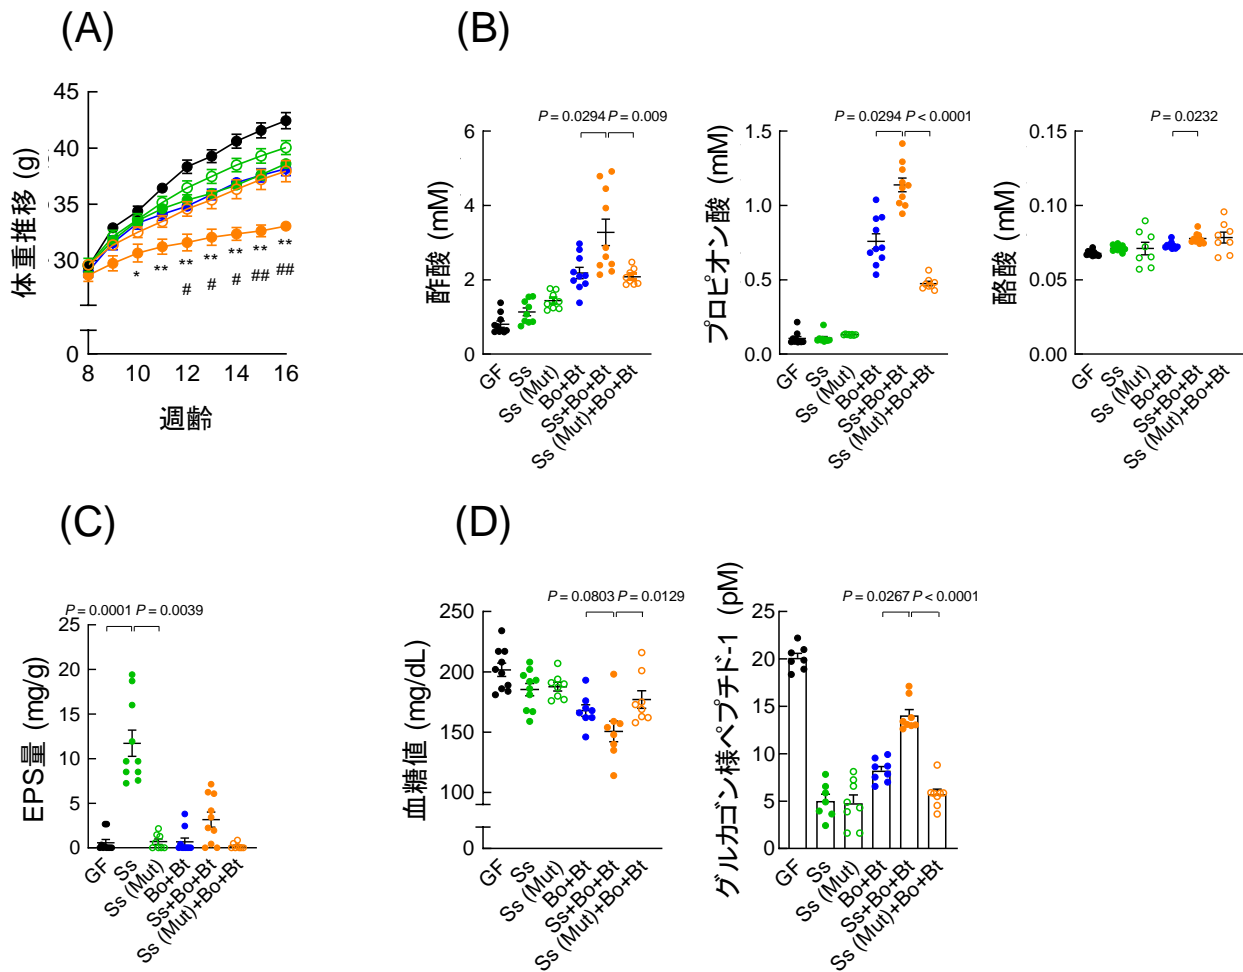 (A)
体重推移 (g)
45
40
35
30
0
* ** ** ** ** ** **
# # # ## ##
8 10 12 14 16
週齢
(B)
酢酸 (mM)
P = 0.0294 P = 0.009
6
4
2
0
GF
Ss
Ss (Mut)
Bo+Bt
Ss+Bo+Bt
Ss (Mut)+Bo+Bt
プロピオン酸 (mM)
P = 0.0294 P < 0.0001
1.5
1.0
0.5
0.0
GF
Ss
Ss (Mut)
Bo+Bt
Ss+Bo+Bt
Ss (Mut)+Bo+Bt
酪酸 (mM)
P = 0.0232
0.15
0.10
0.05
0.00
GF
Ss
Ss (Mut)
Bo+Bt
Ss+Bo+Bt
Ss (Mut)+Bo+Bt
(C)
EPS量 (mg/g)
P = 0.0001 P = 0.0039
25
20
15
10
5
0
GF
Ss
Ss (Mut)
Bo+Bt
Ss+Bo+Bt
Ss (Mut)+Bo+Bt
(D)
血糖値 (mg/dL)
P = 0.0803 P = 0.0129
250
200
150
100
0
GF
Ss
Ss (Mut)
Bo+Bt
Ss+Bo+Bt
Ss (Mut)+Bo+Bt
グルカゴン様ペプチド-1 (pM)
P = 0.0267 P < 0.0001
25
20
15
10
5
0
GF
Ss
Ss (Mut)
Bo+Bt
Ss+Bo+Bt
Ss (Mut)+Bo+Bt